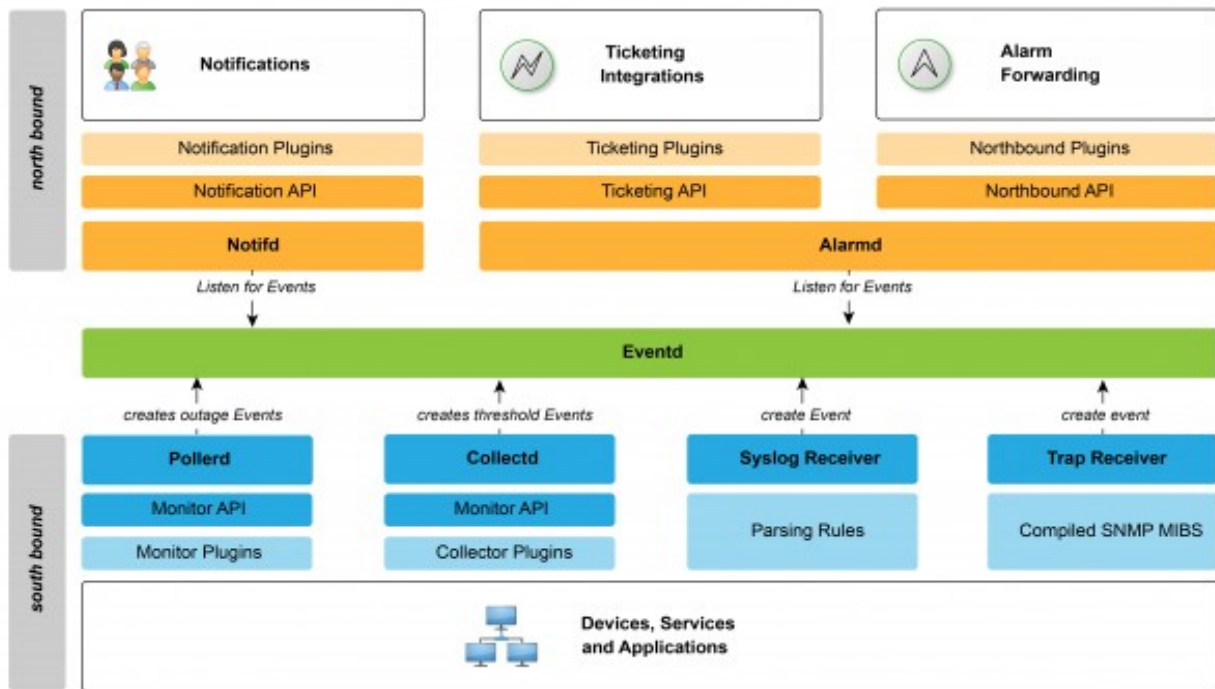 north bound
Notifications
Ticketing
Integrations
Alarm
Forwarding
Notification Plugins
Ticketing Plugins
Northbound Plugins
Notification API
Ticketing API
Northbound API
Notifd
Alarmd
Listen for Events
Listen for Events
Eventd
creates outage Events
creates threshold Events
create Event
create event
south bound
Pollerd
Collectd
Syslog Receiver
Trap Receiver
Monitor API
Monitor API
Parsing Rules
Compiled SNMP MIBS
Monitor Plugins
Collector Plugins
Devices, Services
and Applications